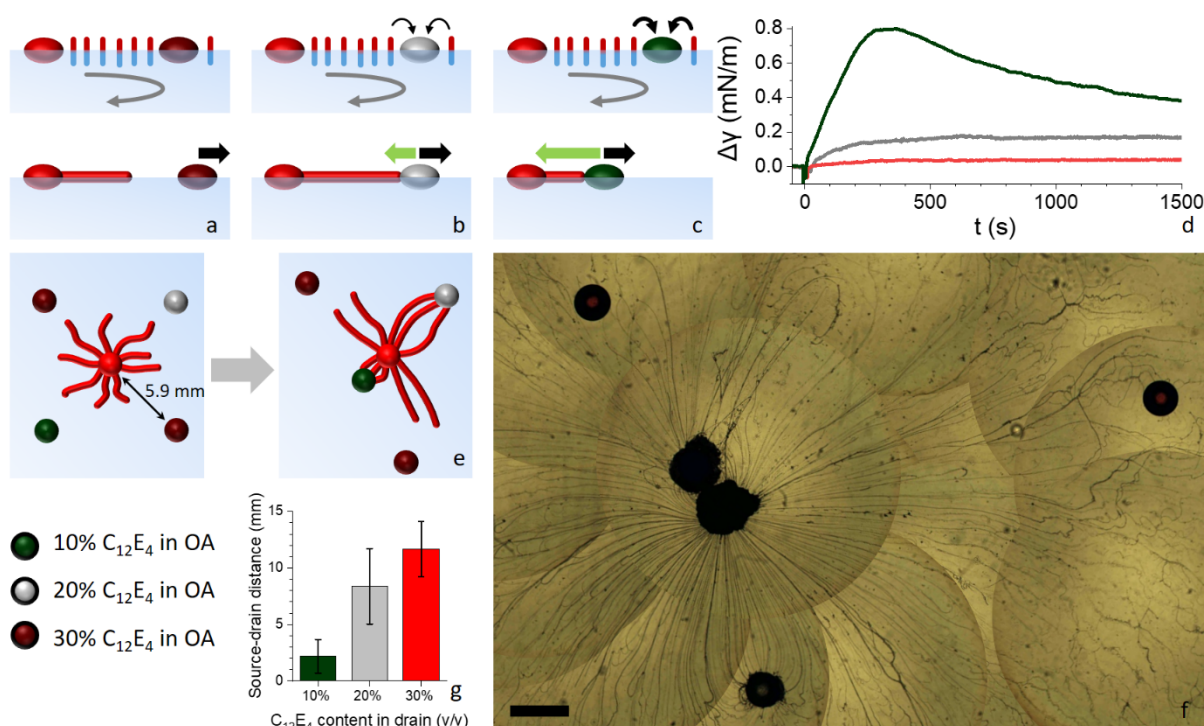 a
b
c
Δγ (mN/m)
0.8
0.6
0.4
0.2
0.0
0
500
1000
1500
t (s)
d
5.9 mm
e
10% C₁₂E₄ in OA
20% C₁₂E₄ in OA
30% C₁₂E₄ in OA
Source-drain distance (mm)
15
10
5
0
10%
20%
30%
g
C₁₂E₄ content in drain (v/v)
f